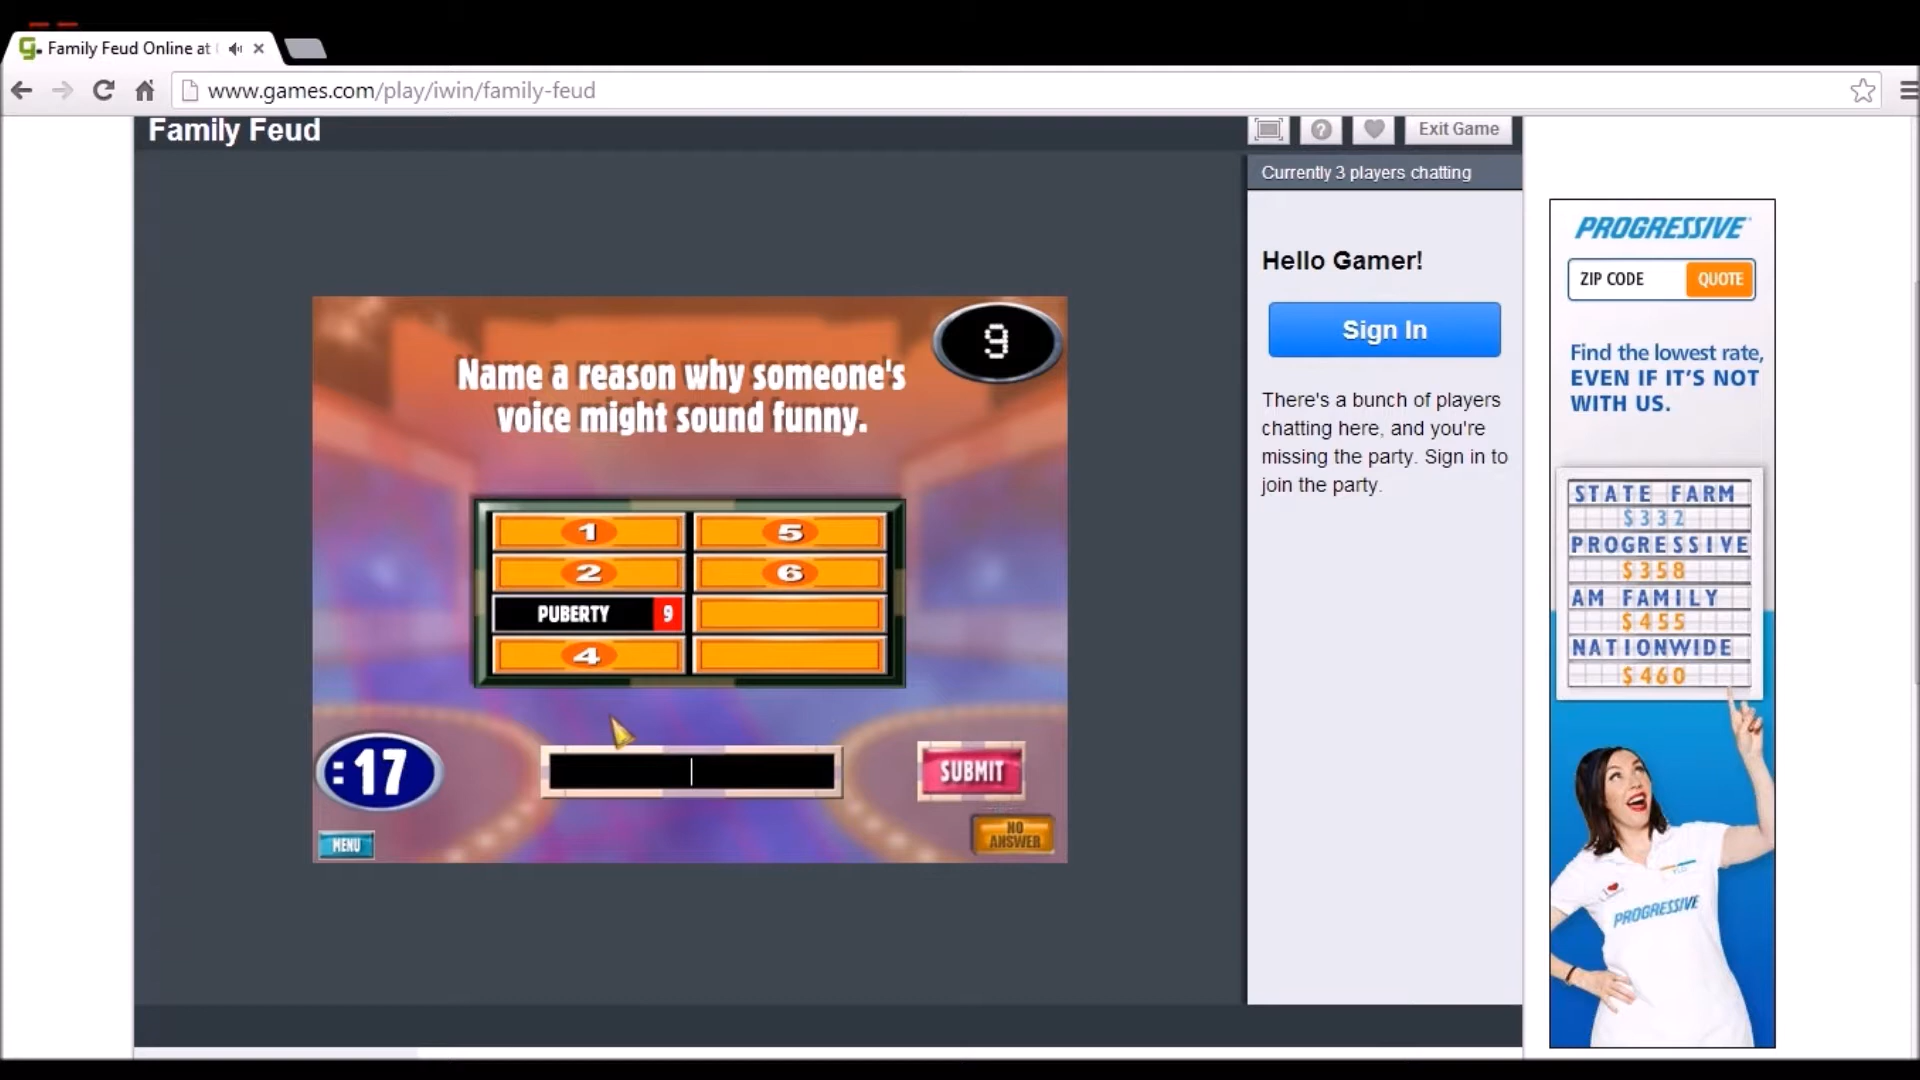 Family Feud Online at
www.games.com/play/iwin/family-feud
Family Feud
?
Exit Game
Currently 3 players chatting
Hello Gamer!
Sign In
There's a bunch of players
chatting here, and you're
missing the party. Sign in to
join the party.
9
Name a reason why someone's
voice might sound funny.
1
2
PUBERTY 9
4
5
6
:17
SUBMIT
NO
ANSWER
MENU
PROGRESSIVE
ZIP CODE
QUOTE
Find the lowest rate,
EVEN IF IT'S NOT
WITH US.
STATE FARM
$332
PROGRESSIVE
$358
AM FAMILY
$455
NATIONWIDE
$460
PROGRESSIVE